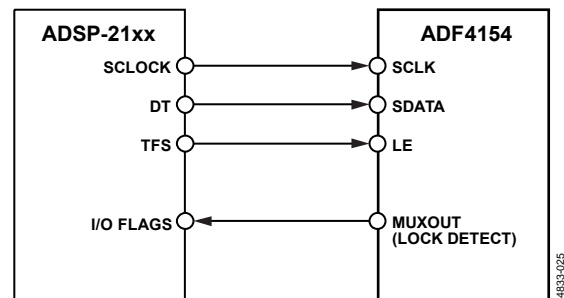 ADSP-21xx
ADF4154
SCLOCK
SCLK
DT
SDATA
TFS
LE
I/O FLAGS
MUXOUT
(LOCK DETECT)
4833-025